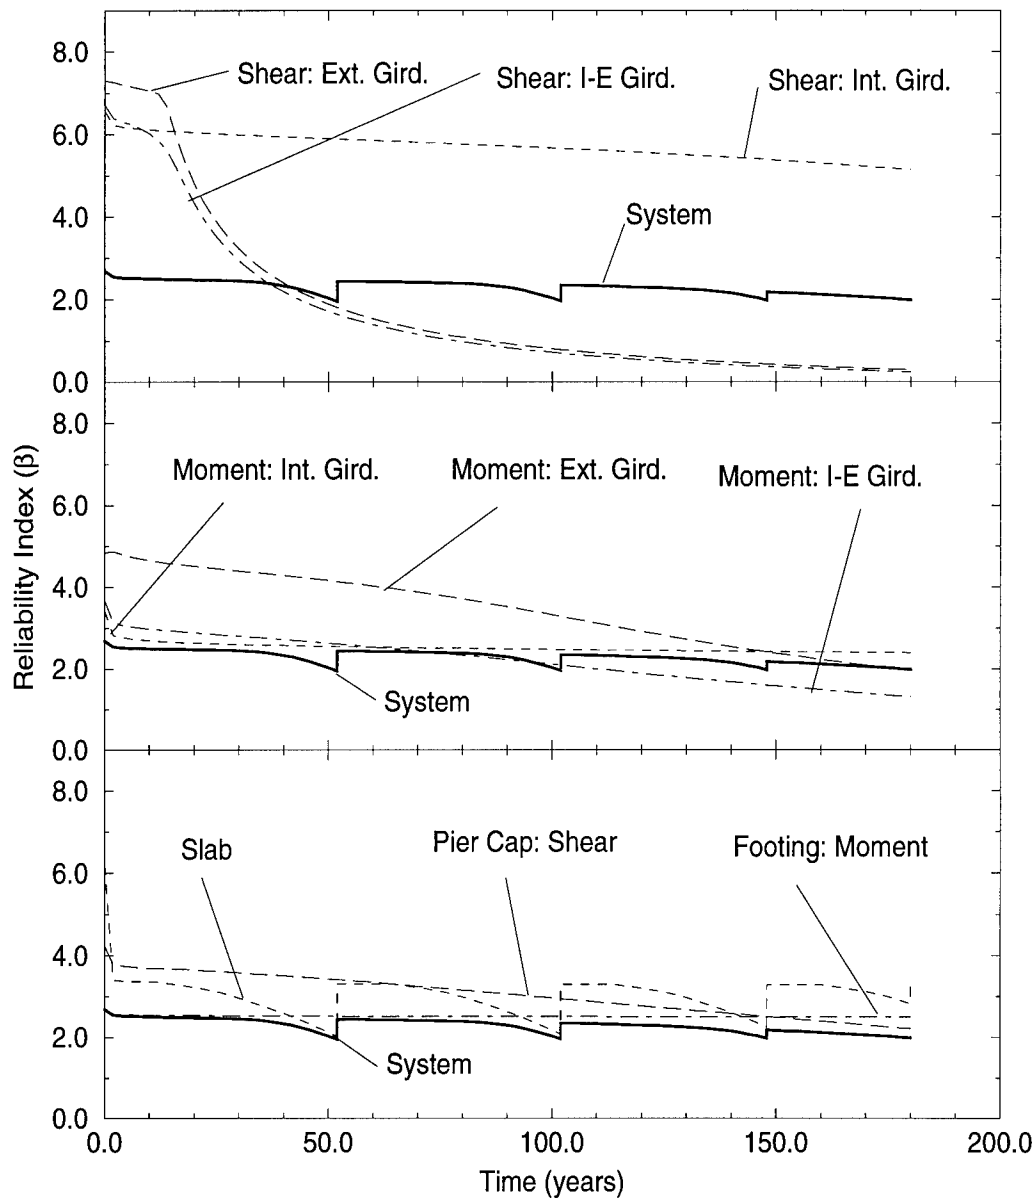 8.0
Shear: Ext. Gird.
Shear: I-E Gird.
Shear: Int. Gird.
6.0
4.0
System
2.0
0.0
8.0
Moment: Int. Gird.
Moment: Ext. Gird.
Moment: I-E Gird.
6.0
Reliability Index (β)
4.0
2.0
System
0.0
8.0
Slab
Pier Cap: Shear
Footing: Moment
6.0
4.0
2.0
System
0.0
0.0 50.0 100.0 150.0 200.0
Time (years)